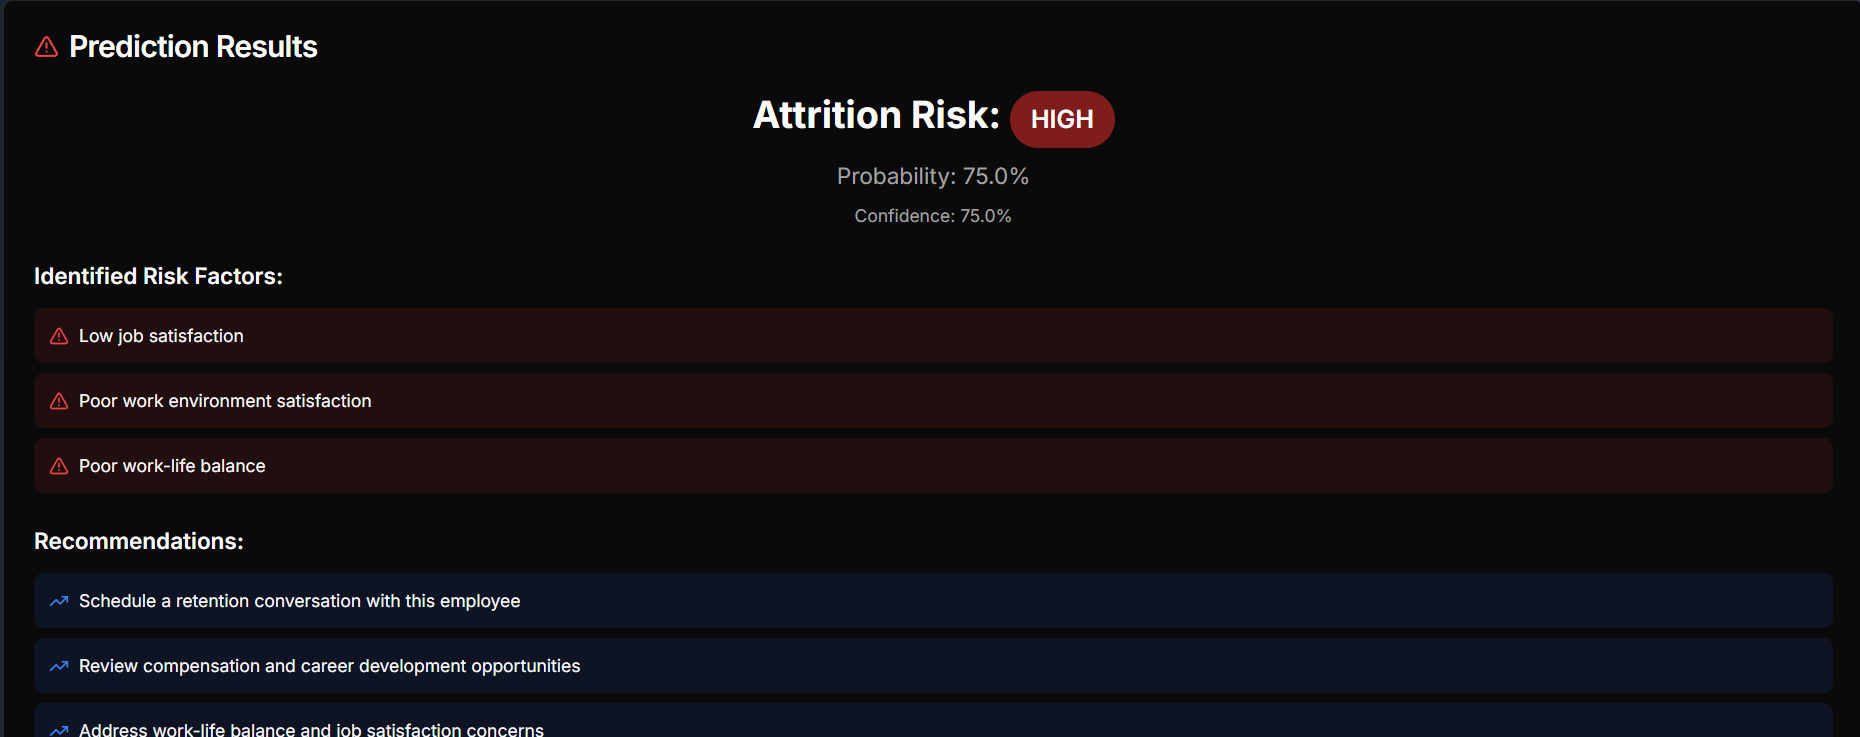 Prediction Results
Attrition Risk: HIGH
Probability: 75.0%
Confidence: 75.0%
Identified Risk Factors:
Low job satisfaction
Poor work environment satisfaction
Poor work-life balance
Recommendations:
Schedule a retention conversation with this employee
Review compensation and career development opportunities
Address work-life balance and job satisfaction concerns